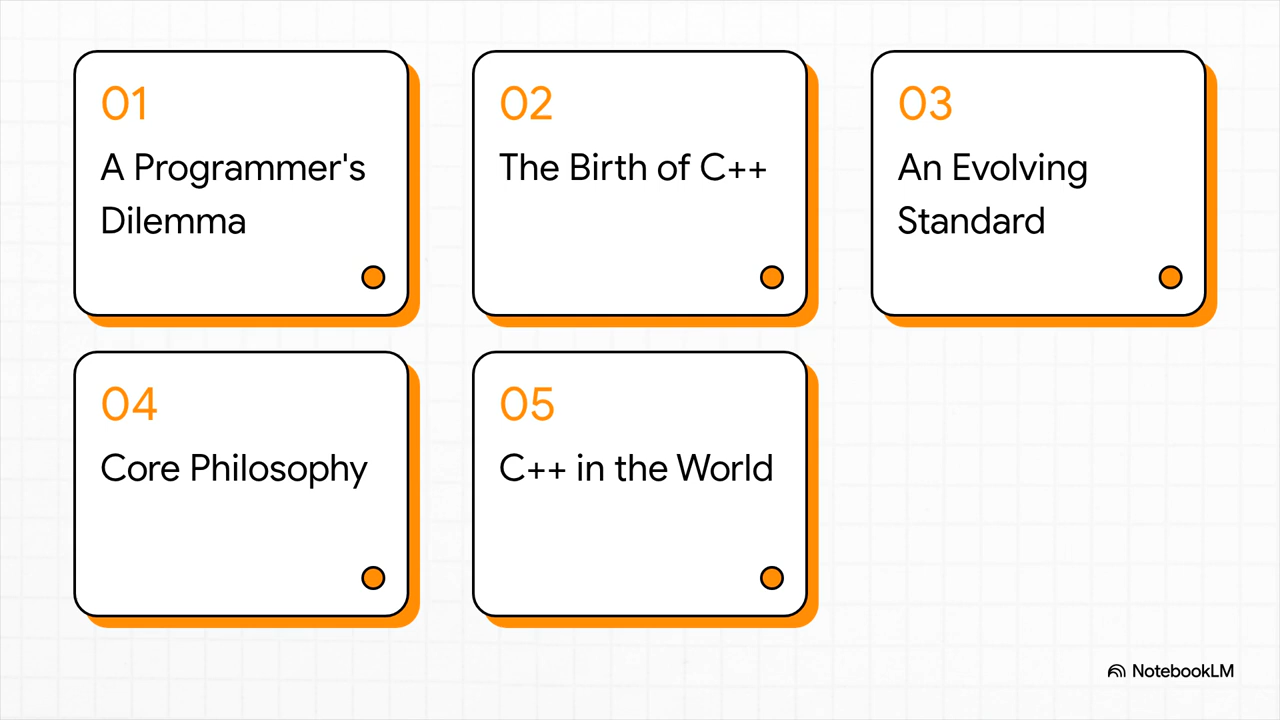 01
A Programmer's
Dilemma
02
The Birth of C++
03
An Evolving
Standard
04
Core Philosophy
05
C++ in the World
NotebookLM